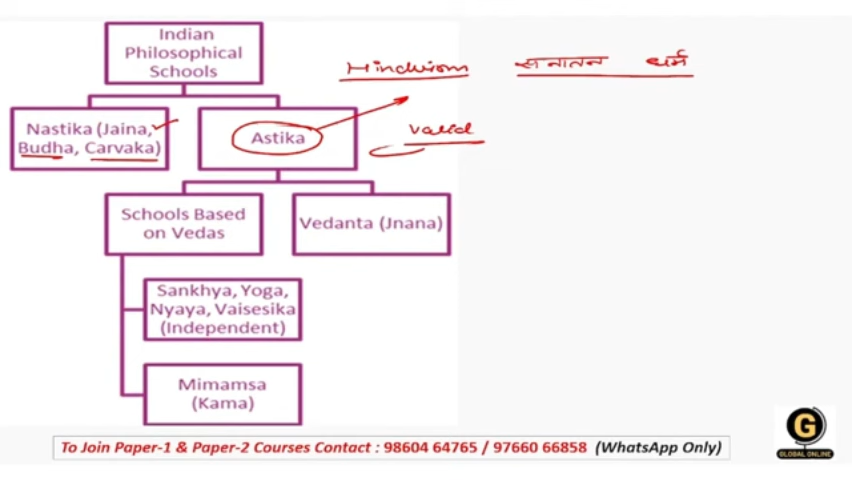 Indian
Philosophical
Schools
Hinduism सनातन धर्म
Nastika (Jaina,
Budha, Carvaka)
Astika
Valid
Schools Based
on Vedas
Vedanta (Jnana)
Sankhya, Yoga,
Nyaya, Vaisesika
(Independent)
Mimamsa
(Kama)
G
GLOBAL ONLINE
To Join Paper-1 & Paper-2 Courses Contact : 98604 64765 / 97660 66858 (WhatsApp Only)